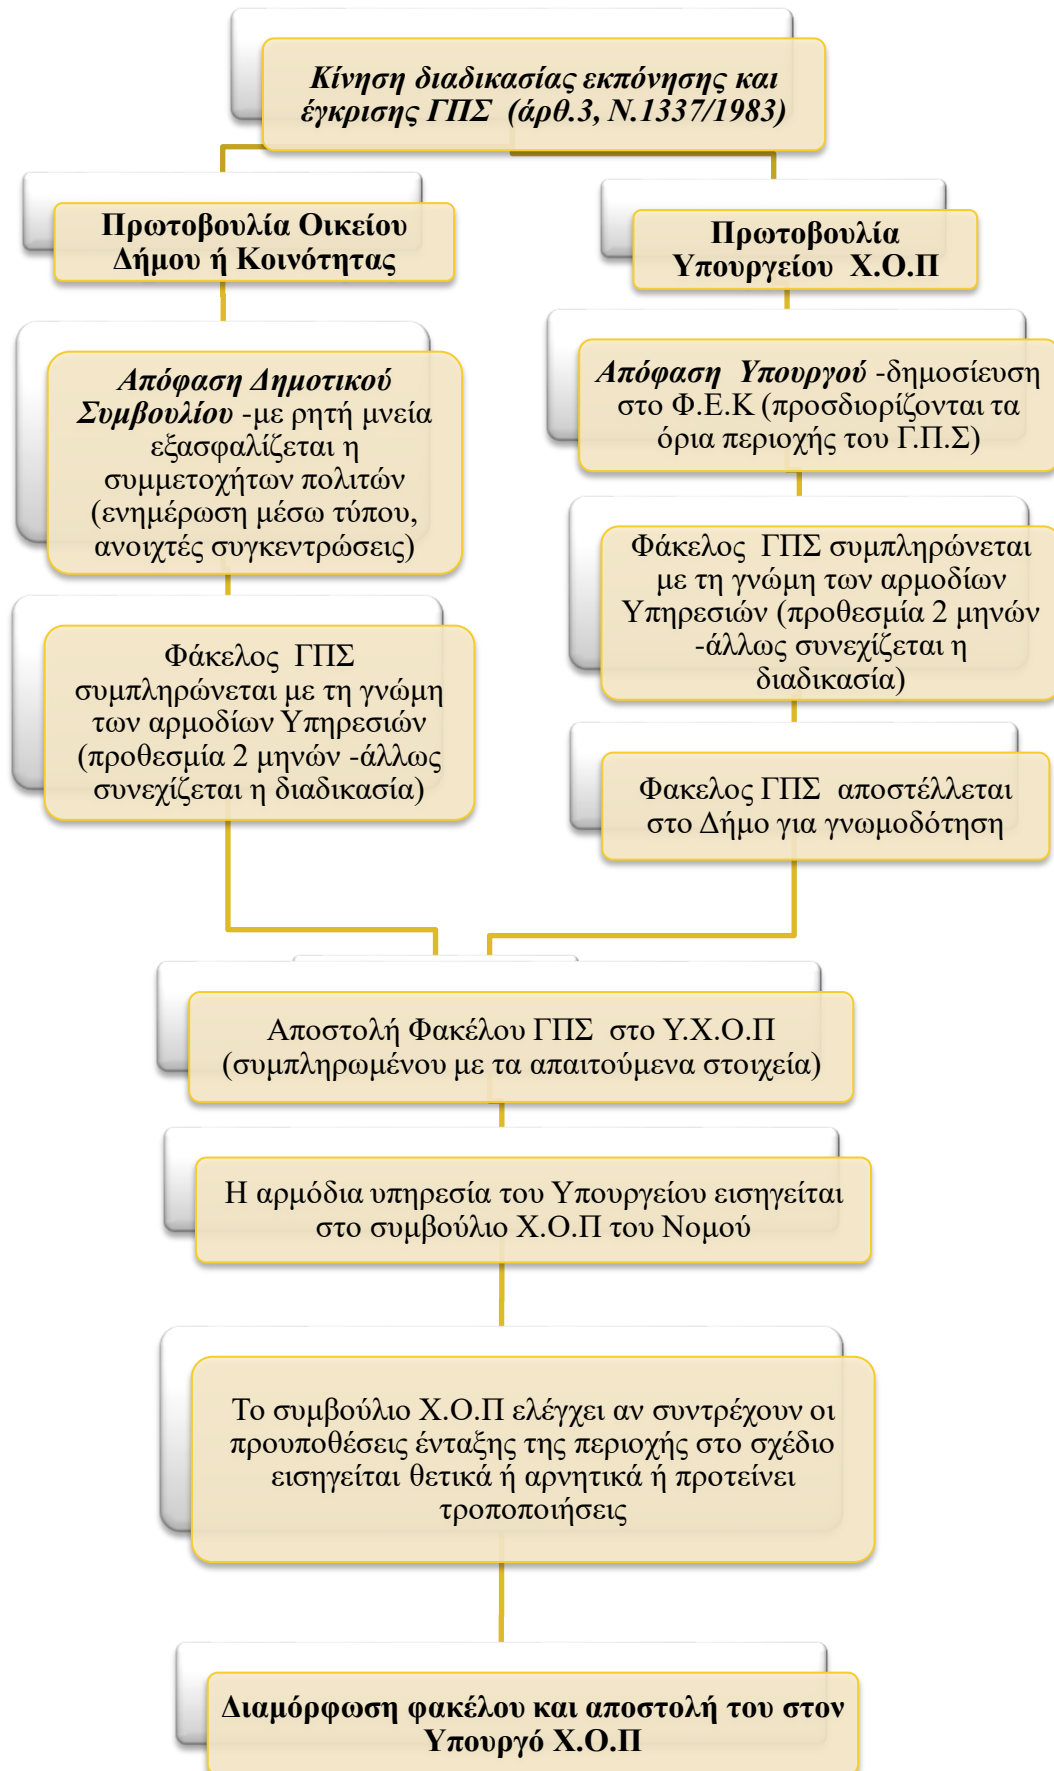 Κίνηση διαδικασίας εκπόνησης και
έγκρισης ΓΠΣ (άρθ.3, Ν.1337/1983)
Πρωτοβουλία Οικείου
Δήμου ή Κοινότητας
Απόφαση Δημοτικού
Συμβουλίου -με ρητή μνεία
εξασφαλίζεται η
συμμετοχήτων πολιτών
(ενημέρωση μέσω τύπου,
ανοιχτές συγκεντρώσεις)
Φάκελος ΓΠΣ
συμπληρώνεται με τη γνώμη
των αρμοδίων Υπηρεσιών
(προθεσμία 2 μηνών -άλλως
συνεχίζεται η διαδικασία)
Πρωτοβουλία
Υπουργείου Χ.Ο.Π
Απόφαση Υπουργού -δημοσίευση
στο Φ.Ε.Κ (προσδιορίζονται τα
όρια περιοχής του Γ.Π.Σ)
Φάκελος ΓΠΣ συμπληρώνεται
με τη γνώμη των αρμοδίων
Υπηρεσιών (προθεσμία 2 μηνών
-άλλως συνεχίζεται η
διαδικασία)
Φακελος ΓΠΣ αποστέλλεται
στο Δήμο για γνωμοδότηση
Αποστολή Φακέλου ΓΠΣ στο Υ.Χ.Ο.Π
(συμπληρωμένου με τα απαιτούμενα στοιχεία)
Η αρμόδια υπηρεσία του Υπουργείου εισηγείται
στο συμβούλιο Χ.Ο.Π του Νομού
Το συμβούλιο Χ.Ο.Π ελέγχει αν συντρέχουν οι
προυποθέσεις ένταξης της περιοχής στο σχέδιο
εισηγείται θετικά ή αρνητικά ή προτείνει
τροποποιήσεις
Διαμόρφωση φακέλου και αποστολή του στον
Υπουργό Χ.Ο.Π